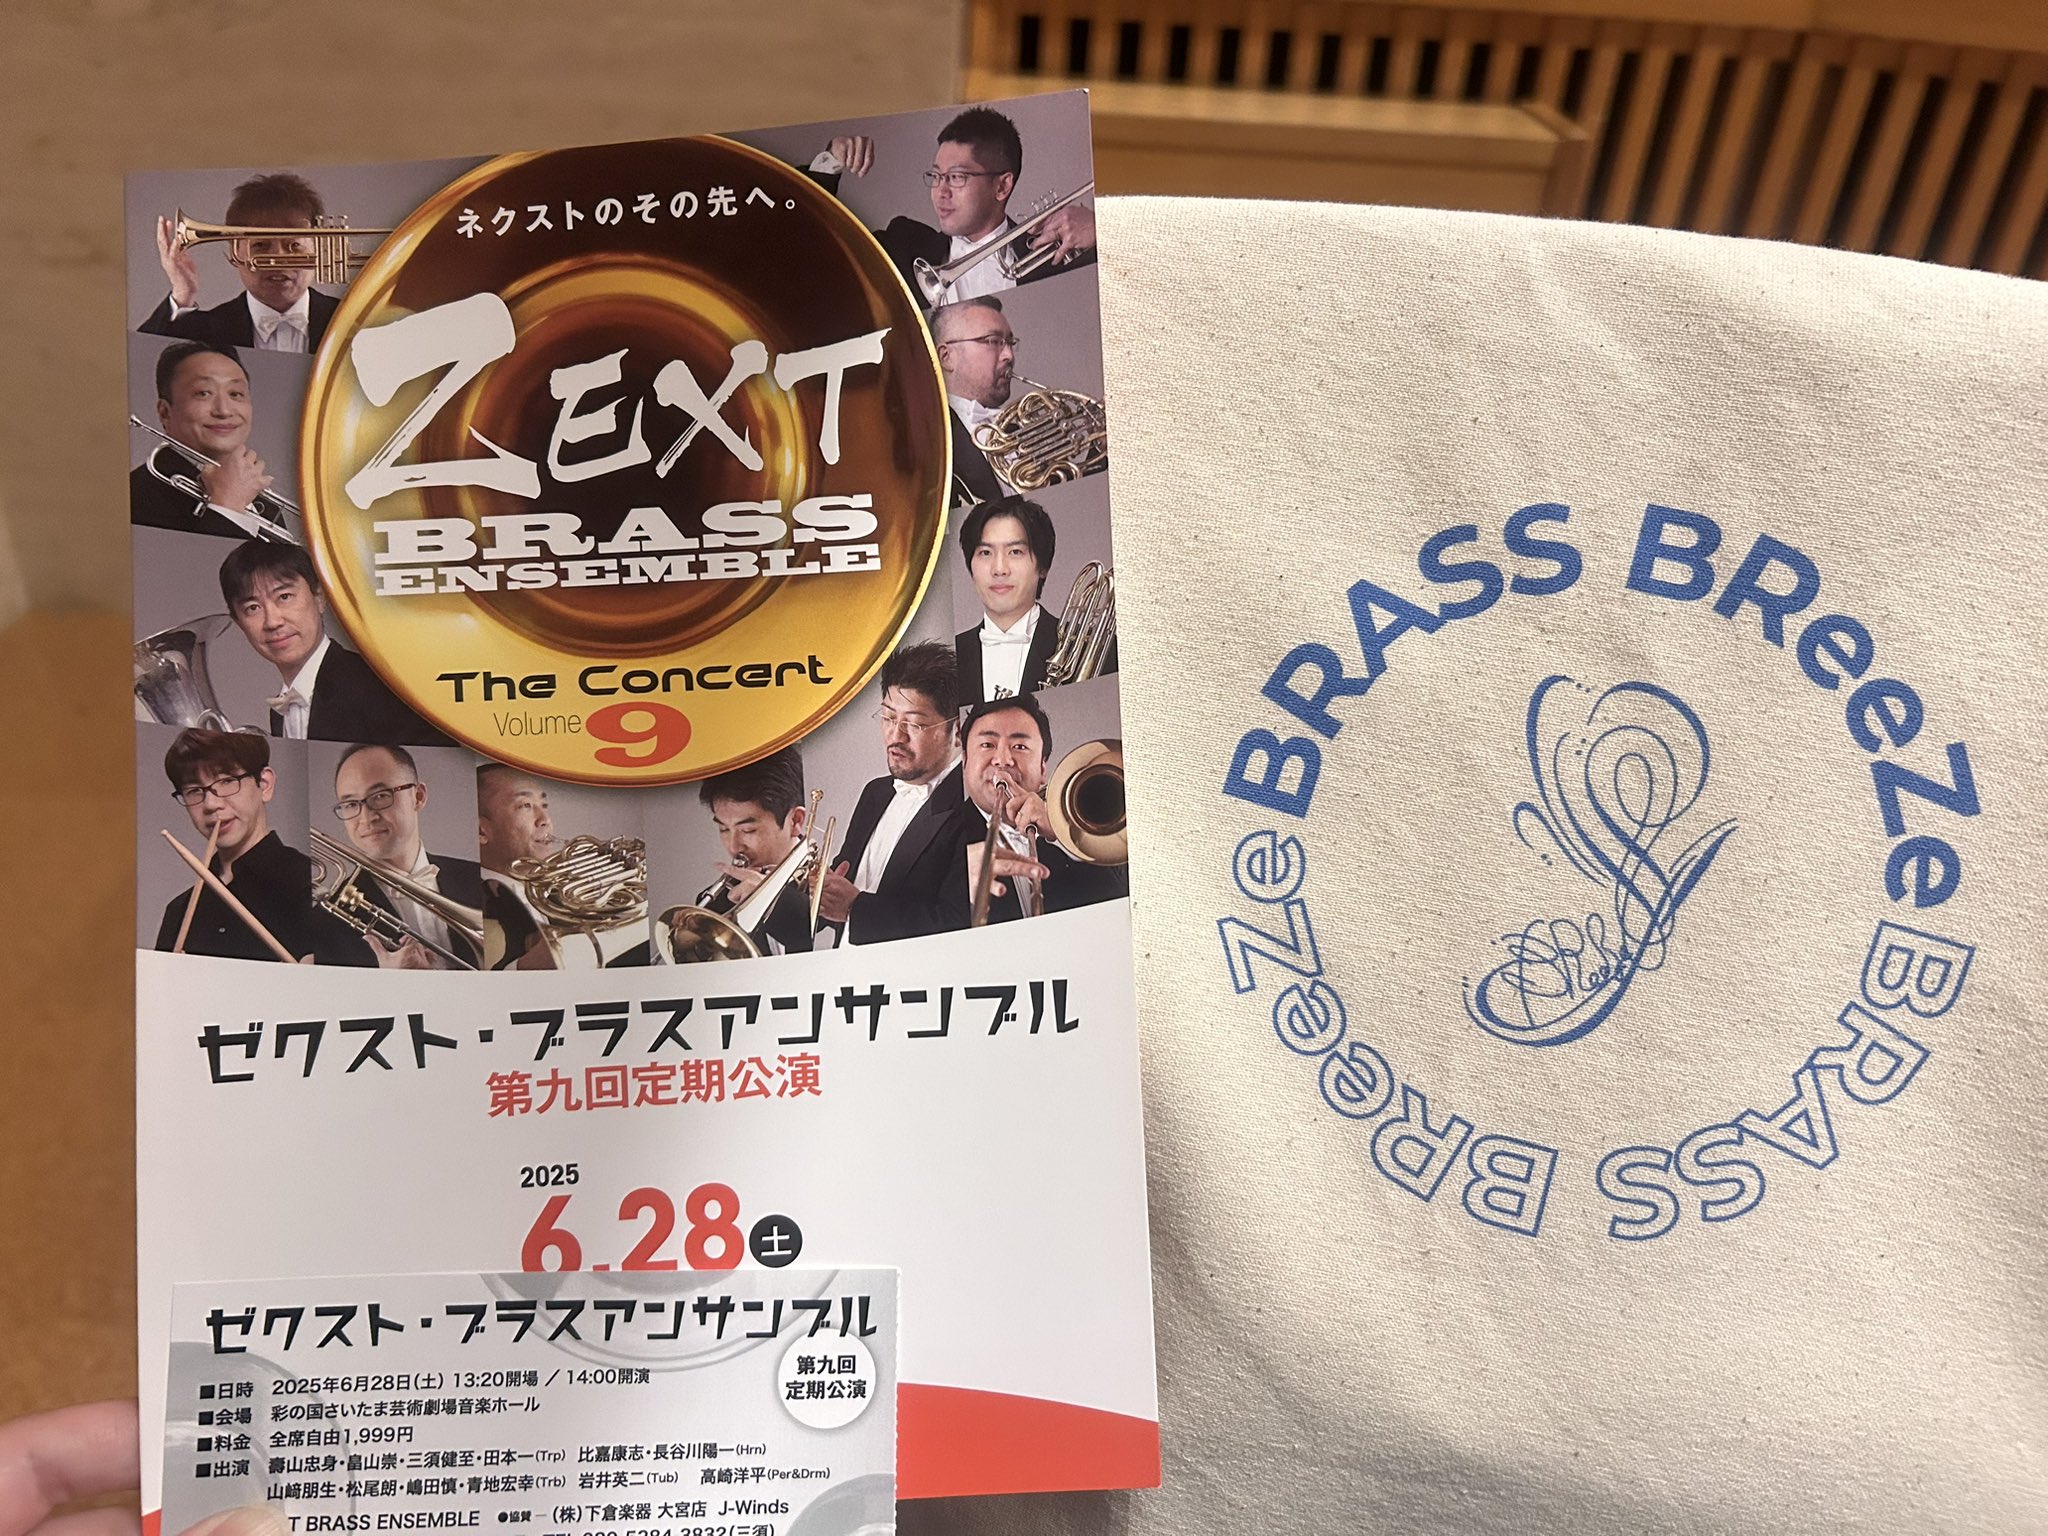 ネクストのその先へ。
ZEXT
BRASS
ENSEMBLE
The Concert
Volume 9
ゼクスト・ブラスアンサンブル
第九回定期公演
2025
6.28 土
ゼクスト・ブラスアンサンブル
第九回
定期公演
■日時 2025年6月28日(土) 13:20開場 / 14:00開演
■会場 彩の国さいたま芸術劇場音楽ホール
■料金 全席自由1,999円
■出演 壽山忠身・畠山崇・三須健至・田本一(Trp) 比嘉康志・長谷川陽一(Hrn)
山﨑朋生・松尾朗・嶋田慎・青地宏幸(Trb) 岩井英二(Tub) 高崎洋平(Per&Drm)
T BRASS ENSEMBLE ●協賛－(株)下倉楽器 大宮店 J-Winds
BRASS BReeZe
BRASS BReeZe